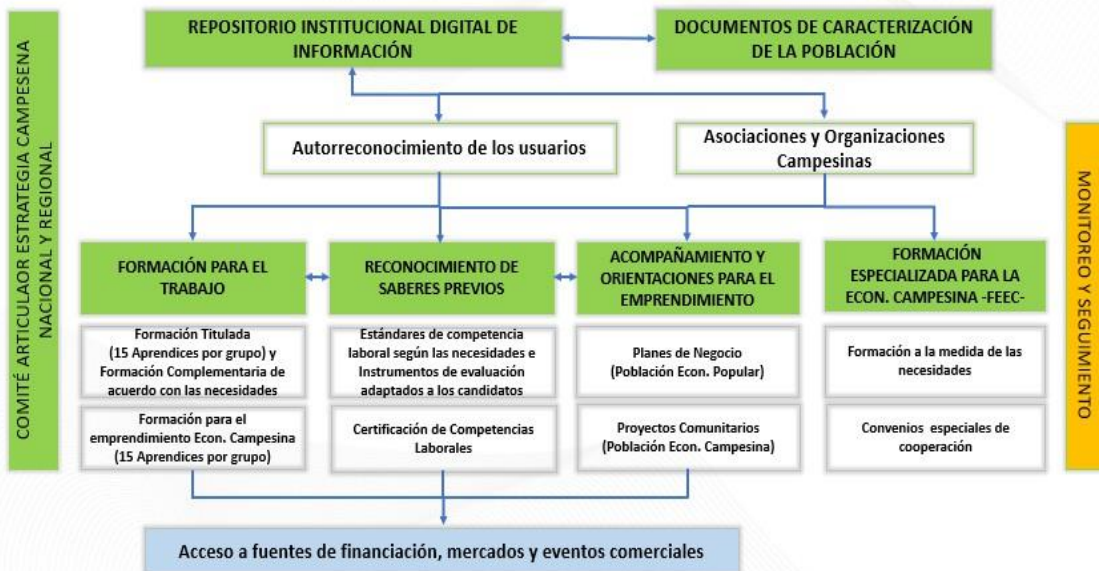 COMITÉ ARTICULAOR ESTRATEGIA CAMPESENA
NACIONAL Y REGIONAL
REPOSITORIO INSTITUCIONAL DIGITAL DE
INFORMACIÓN
DOCUMENTOS DE CARACTERIZACIÓN
DE LA POBLACIÓN
Autorreconocimiento de los usuarios
Asociaciones y Organizaciones
Campesinas
FORMACIÓN PARA EL
TRABAJO
RECONOCIMIENTO DE
SABERES PREVIOS
ACOMPAÑAMIENTO Y
ORIENTACIONES PARA EL
EMPRENDIMIENTO
FORMACIÓN
ESPECIALIZADA PARA LA
ECON. CAMPESINA -FEEC-
Formación Titulada
(15 Aprendices por grupo) y
Formación Complementaria de
acuerdo con las necesidades
Estándares de competencia
laboral según las necesidades e
Instrumentos de evaluación
adaptados a los candidatos
Planes de Negocio
(Población Econ. Popular)
Formación a la medida de las
necesidades
Formación para el
emprendimiento Econ. Campesina
(15 Aprendices por grupo)
Certificación de Competencias
Laborales
Proyectos Comunitarios
(Población Econ. Campesina)
Convenios especiales de
cooperación
Acceso a fuentes de financiación, mercados y eventos comerciales
MONITOREO Y SEGUIMIENTO